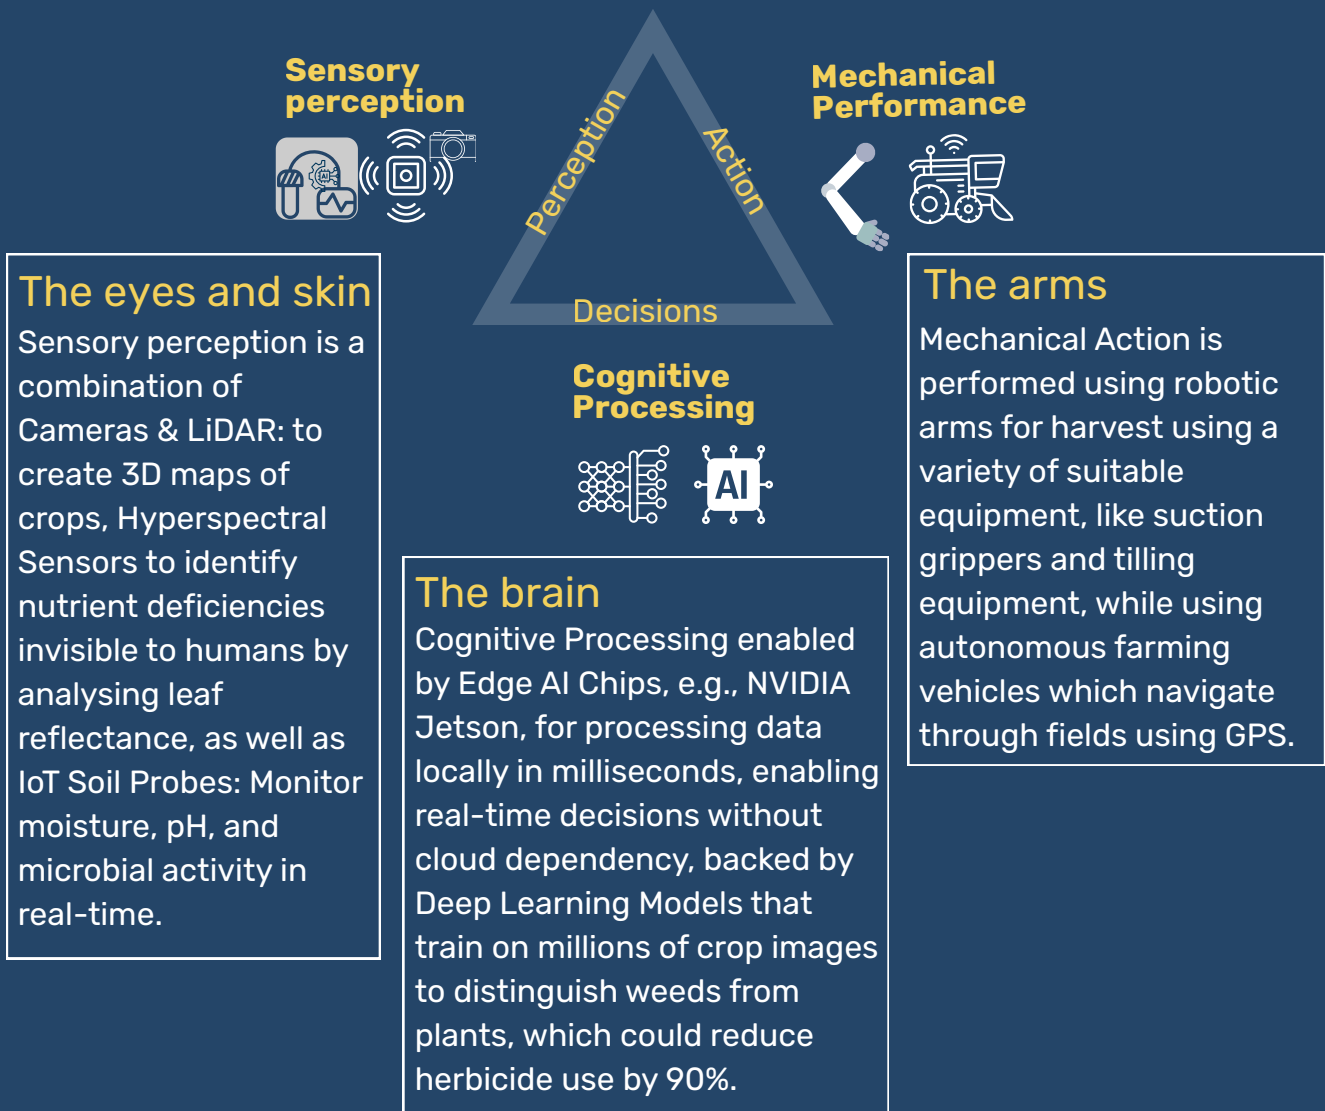 Sensory
perception
Perception
Action
Mechanical
Performance
AI
The eyes and skin
Sensory perception is a
combination of
Cameras & LiDAR: to
create 3D maps of
crops, Hyperspectral
Sensors to identify
nutrient deficiencies
invisible to humans by
analysing leaf
reflectance, as well as
IoT Soil Probes: Monitor
moisture, pH, and
microbial activity in
real-time.
Decisions
Cognitive
Processing
AI
The brain
Cognitive Processing enabled
by Edge AI Chips, e.g., NVIDIA
Jetson, for processing data
locally in milliseconds, enabling
real-time decisions without
cloud dependency, backed by
Deep Learning Models that
train on millions of crop images
to distinguish weeds from
plants, which could reduce
herbicide use by 90%.
The arms
Mechanical Action is
performed using robotic
arms for harvest using a
variety of suitable
equipment, like suction
grippers and tilling
equipment, while using
autonomous farming
vehicles which navigate
through fields using GPS.